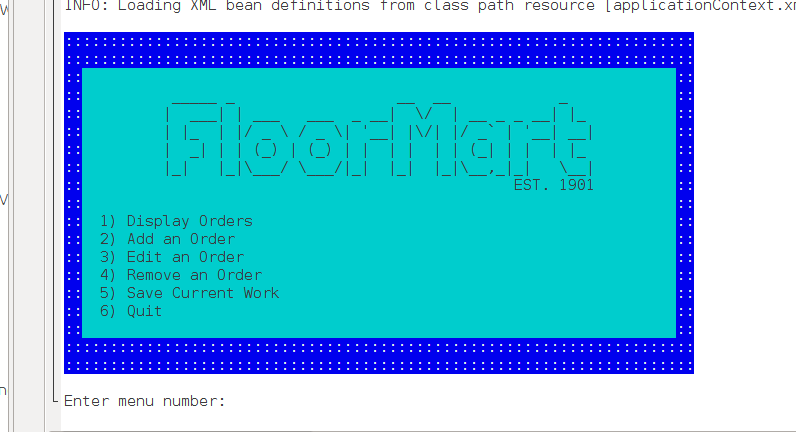 INFO: Loading XML bean definitions from class path resource [applicationContext.xm
FloorMart
EST. 1901
1) Display Orders
2) Add an Order
3) Edit an Order
4) Remove an Order
5) Save Current Work
6) Quit
Enter menu number: